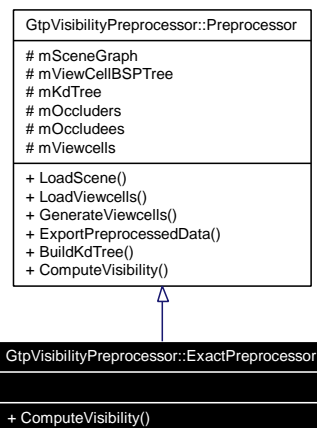 GtpVisibilityPreprocessor::Preprocessor
# mSceneGraph
# mViewCellBSPTree
# mKdTree
# mOccluders
# mOccludees
# mViewcells
+ LoadScene()
+ LoadViewcells()
+ GenerateViewcells()
+ ExportPreprocessedData()
+ BuildKdTree()
+ ComputeVisibility()
GtpVisibilityPreprocessor::ExactPreprocessor
+ ComputeVisibility()